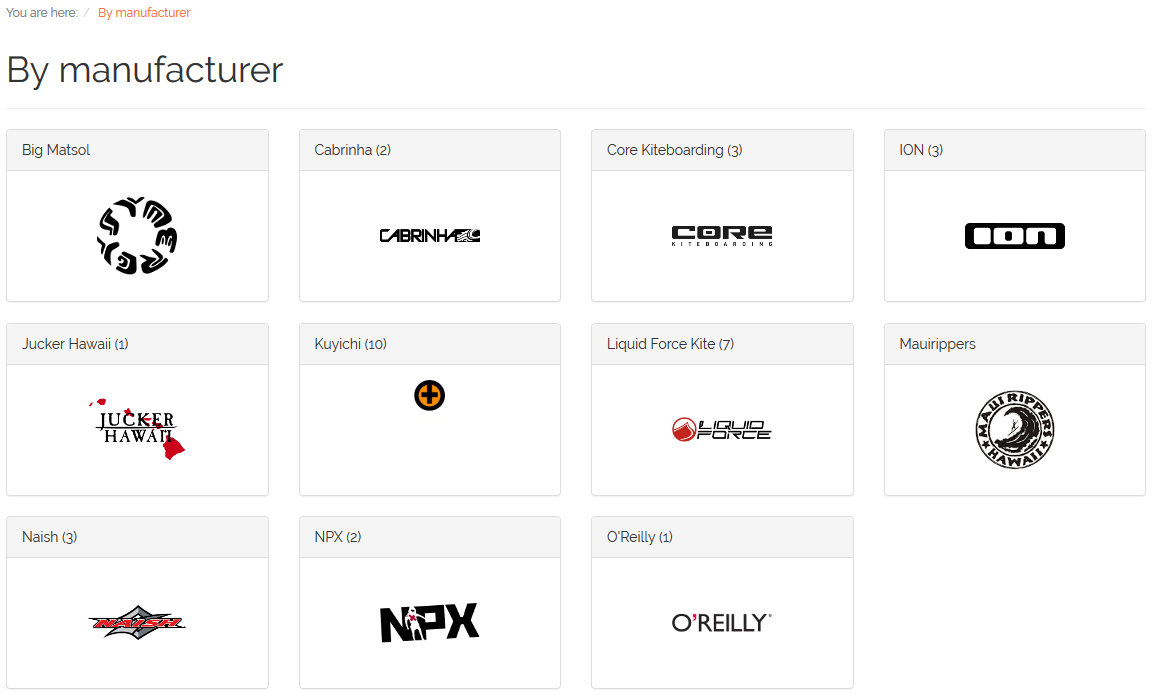 You are here: / By manufacturer
By manufacturer
Big Matsol
Cabrinha (2)
Core Kiteboarding (3)
ION (3)
CABRINHA
CORE
KITEBOARDING
ion
Jucker Hawaii (1)
Kuyichi (10)
Liquid Force Kite (7)
Mauirippers
JUCKER
HAWAII
LIQUID
FORCE
MAUI RIPPERS
HAWAII
Naish (3)
NPX (2)
O'Reilly (1)
NAISH
NPX
O'REILLY